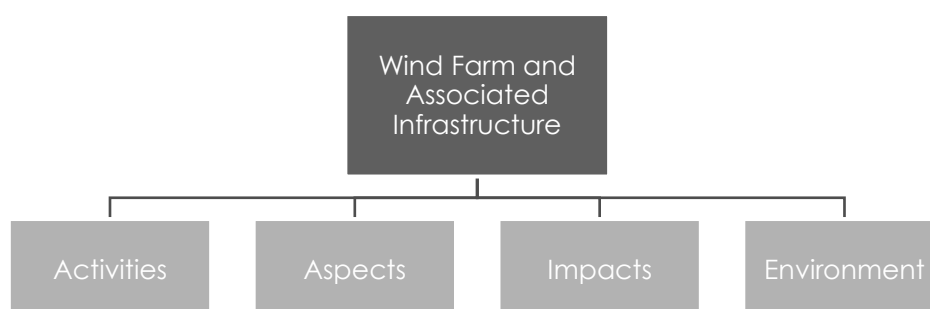 Wind Farm and
Associated
Infrastructure
Activities
Aspects
Impacts
Environment